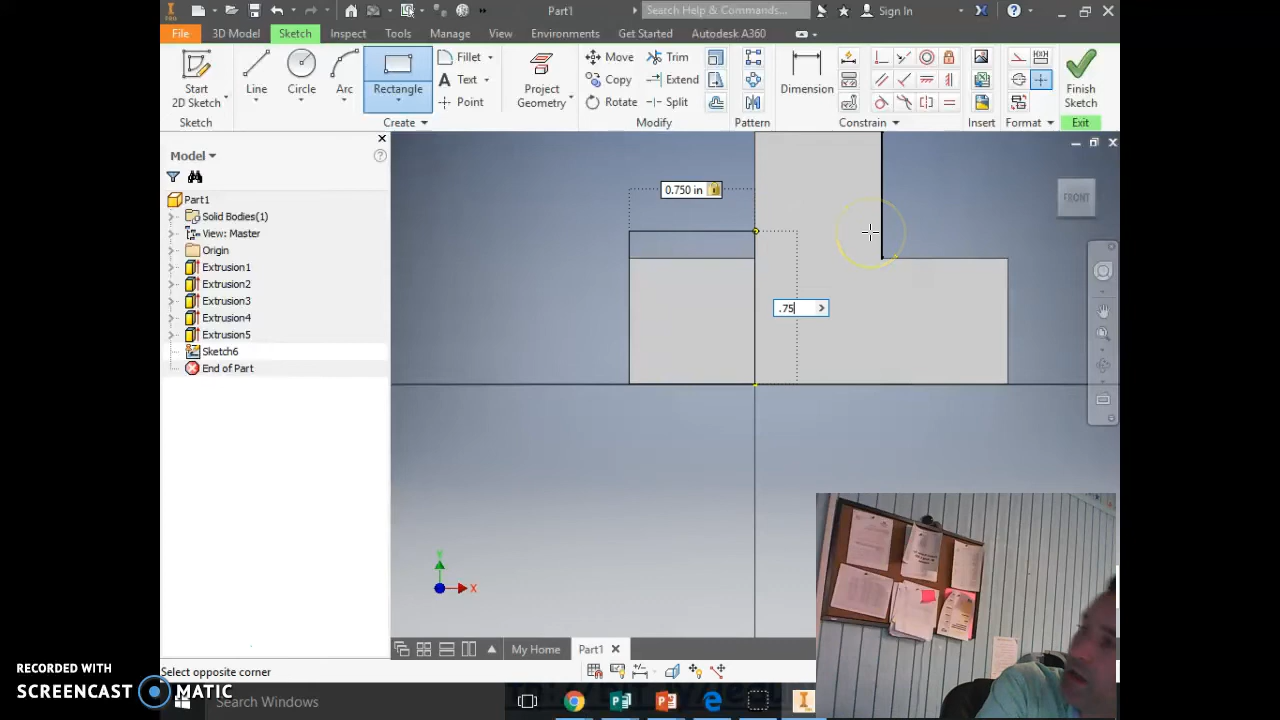 Part1
Search Help & Commands...
Sign In
File
3D Model
Sketch
Inspect
Tools
Manage
View
Environments
Get Started
Autodesk A360
Start
2D Sketch
Line
Circle
Arc
Rectangle
Fillet
Text
Point
Project
Geometry
Move
Copy
Rotate
Trim
Extend
Split
Dimension
Finish
Sketch
Sketch
Create
Modify
Pattern
Constrain
Insert
Format
Exit
Model
Part1
Solid Bodies(1)
View: Master
Origin
Extrusion1
Extrusion2
Extrusion3
Extrusion4
Extrusion5
Sketch6
End of Part
0.750 in
.75
FRONT
Y
X
My Home
Part1
Select opposite corner
RECORDED WITH
SCREENCAST MATIC
Search Windows